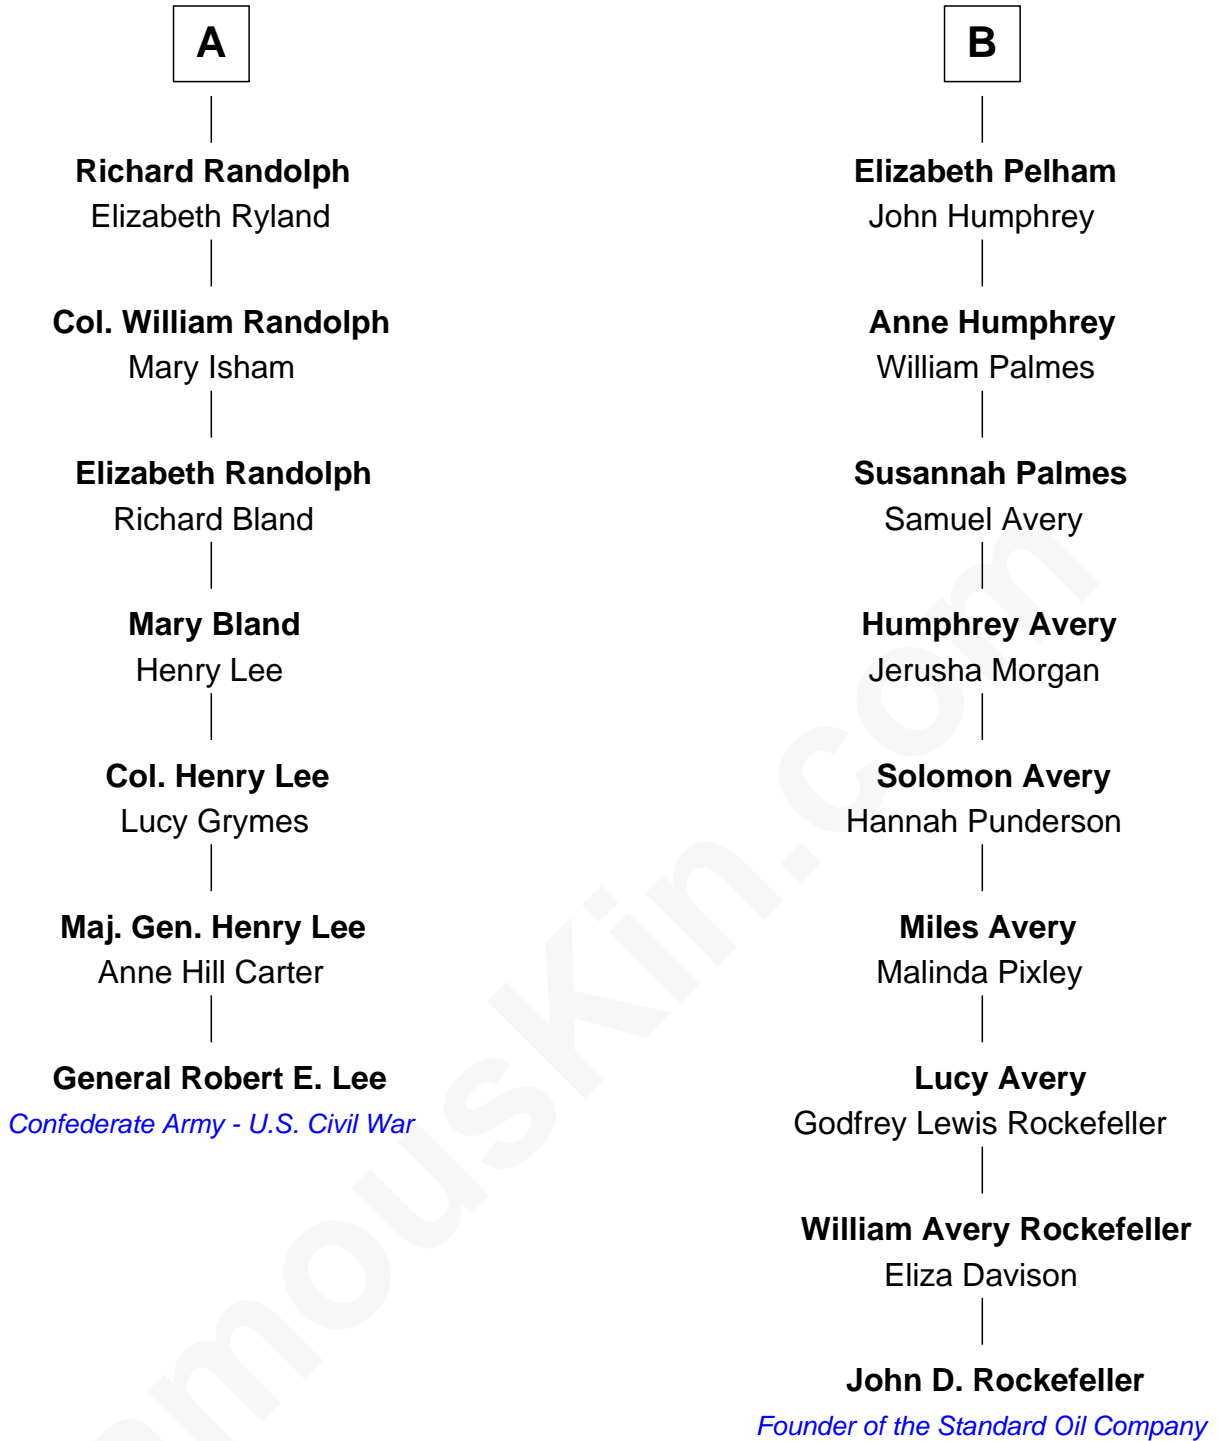 A
Richard Randolph
Elizabeth Ryland
Col. William Randolph
Mary Isham
Elizabeth Randolph
Richard Bland
Mary Bland
Henry Lee
Col. Henry Lee
Lucy Grymes
Maj. Gen. Henry Lee
Anne Hill Carter
General Robert E. Lee
Confederate Army - U.S. Civil War
B
Elizabeth Pelham
John Humphrey
Anne Humphrey
William Palmes
Susannah Palmes
Samuel Avery
Humphrey Avery
Jerusha Morgan
Solomon Avery
Hannah Punderson
Miles Avery
Malinda Pixley
Lucy Avery
Godfrey Lewis Rockefeller
William Avery Rockefeller
Eliza Davison
John D. Rockefeller
Founder of the Standard Oil Company
amousKin.com